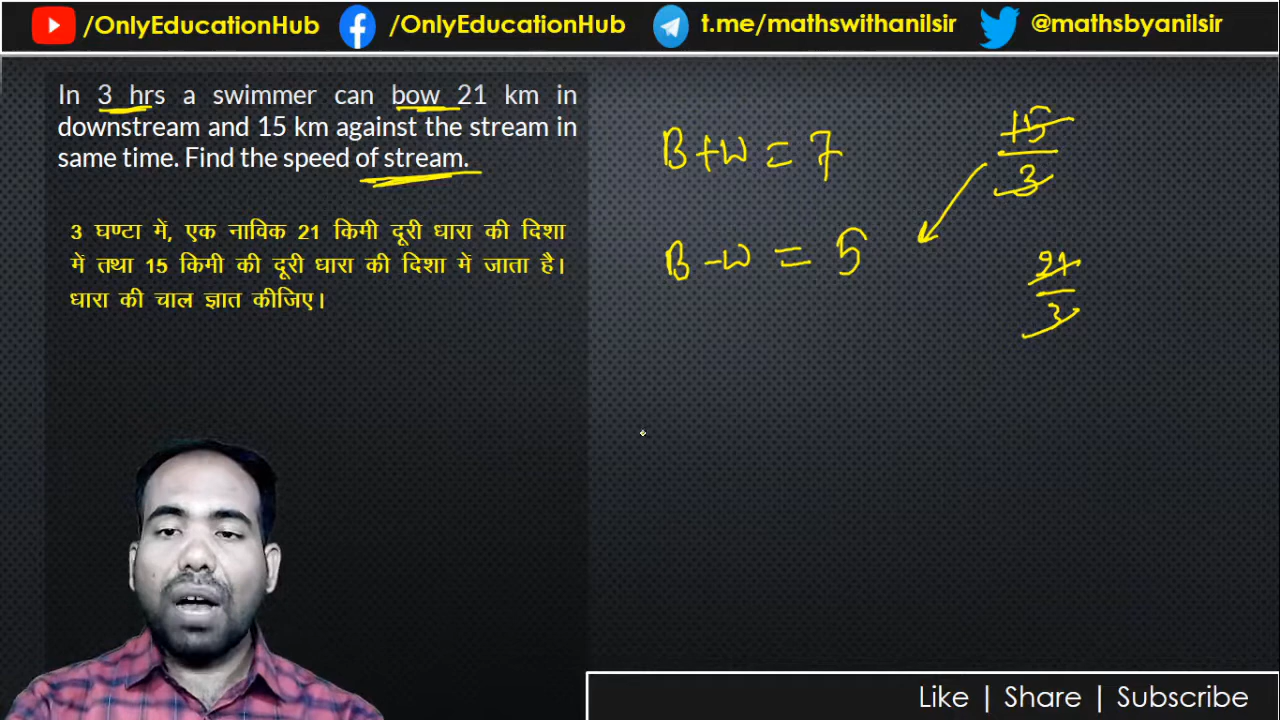 /OnlyEducationHub /OnlyEducationHub t.me/mathswithanilsir @mathsbyanilsir
In 3 hrs a swimmer can bow 21 km in
downstream and 15 km against the stream in
same time. Find the speed of stream.
3 घण्टा में, एक नाविक 21 किमी दूरी धारा की दिशा
में तथा 15 किमी की दूरी धारा की दिशा में जाता है।
धारा की चाल ज्ञात कीजिए।
B+W = 7
B-W = 5
15
3
21
3
Like | Share | Subscribe